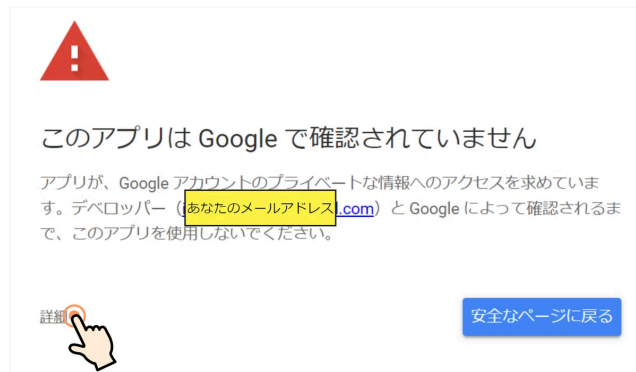 このアプリは Google で確認されていません
アプリが、Google アカウントのプライベートな情報へのアクセスを求めていま
す。デベロッパー（あなたのメールアドレス.com）と Google によって確認されるま
で、このアプリを使用しないでください。
詳細
安全なページに戻る